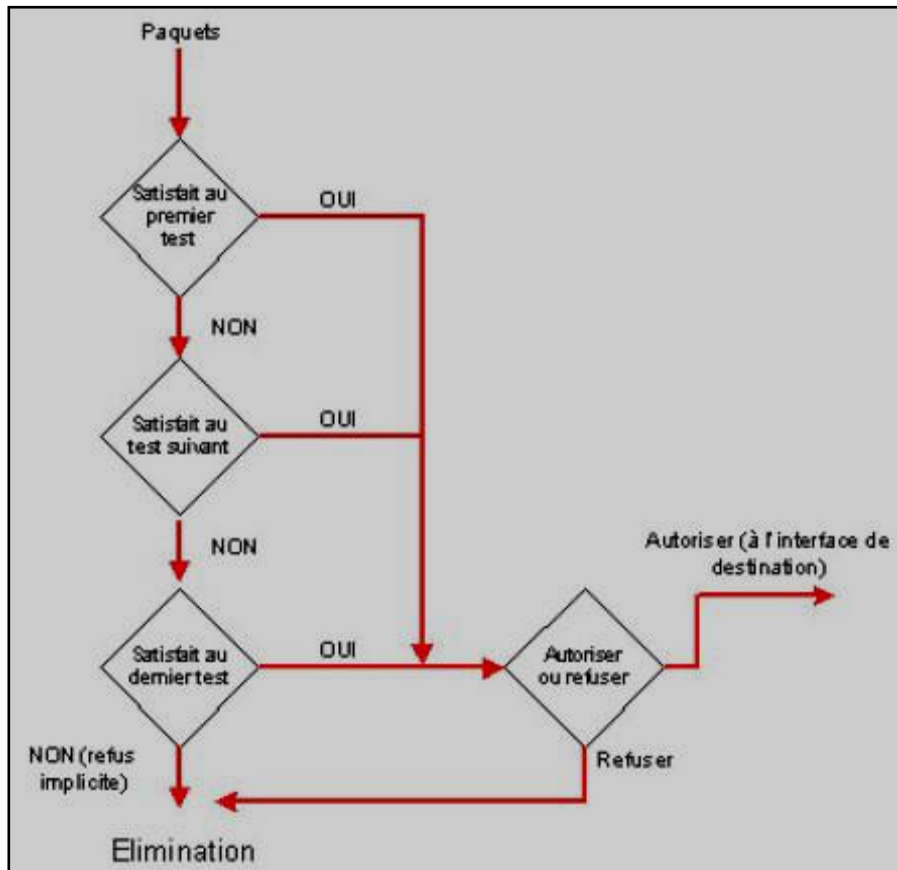 Paquets
Satisfait au
premier
test
OUI
NON
Satisfait au
test suivant
OUI
NON
Autoriser (à l'interface de
destination)
Satisfait au
dernier test
OUI
Autoriser
ou refuser
NON (refus
implicite)
Refuser
Elimination